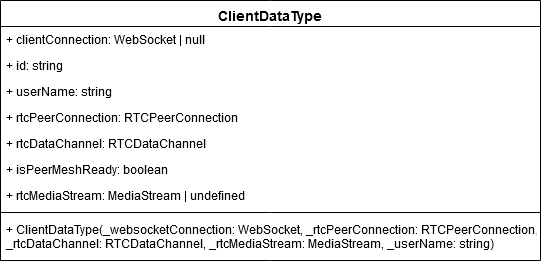 ClientDataType
+ clientConnection: WebSocket | null
+ id: string
+ userName: string
+ rtcPeerConnection: RTCPeerConnection
+ rtcDataChannel: RTCDataChannel
+ isPeerMeshReady: boolean
+ rtcMediaStream: MediaStream | undefined
+ ClientDataType(_websocketConnection: WebSocket, _rtcPeerConnection: RTCPeerConnection,
_rtcDataChannel: RTCDataChannel, _rtcMediaStream: MediaStream, _userName: string)